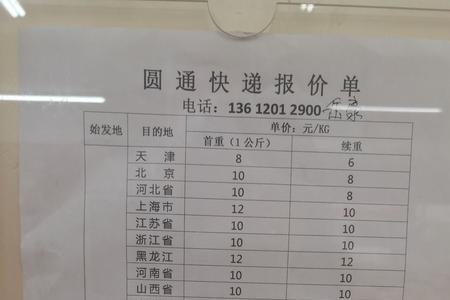 圆通快递报价单
电话：136 1201 2900
始发地 目的地 单价：元/KG
首重（1公斤） 续重
天津 8 6
北京 10 8
河北省 10 8
上海市 12 10
江苏省 10 10
浙江省 10 10
黑龙江 12 12
河南省 10 10
山西省 10 10